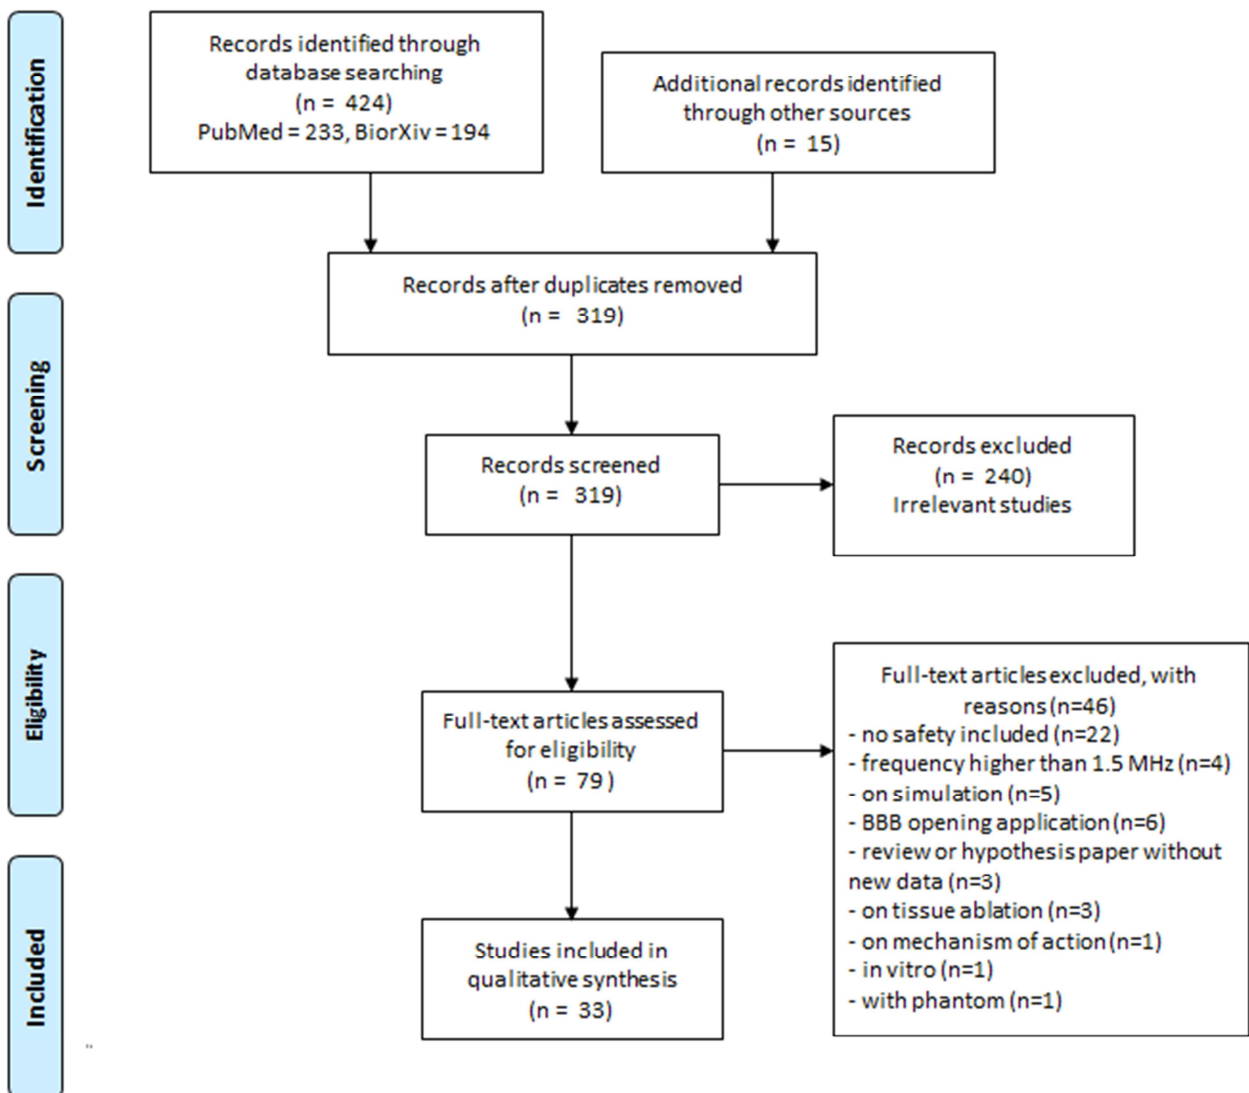 Identification
Records identified through
database searching
(n = 424)
PubMed = 233, BiorXiv = 194
Additional records identified
through other sources
(n = 15)
Records after duplicates removed
(n = 319)
Screening
Records screened
(n = 319)
Records excluded
(n = 240)
Irrelevant studies
Eligibility
Full-text articles assessed
for eligibility
(n = 79 )
Full-text articles excluded, with
reasons (n=46)
- no safety included (n=22)
- frequency higher than 1.5 MHz (n=4)
- on simulation (n=5)
- BBB opening application (n=6)
- review or hypothesis paper without
new data (n=3)
- on tissue ablation (n=3)
- on mechanism of action (n=1)
- in vitro (n=1)
- with phantom (n=1)
Included
Studies included in
qualitative synthesis
(n = 33)